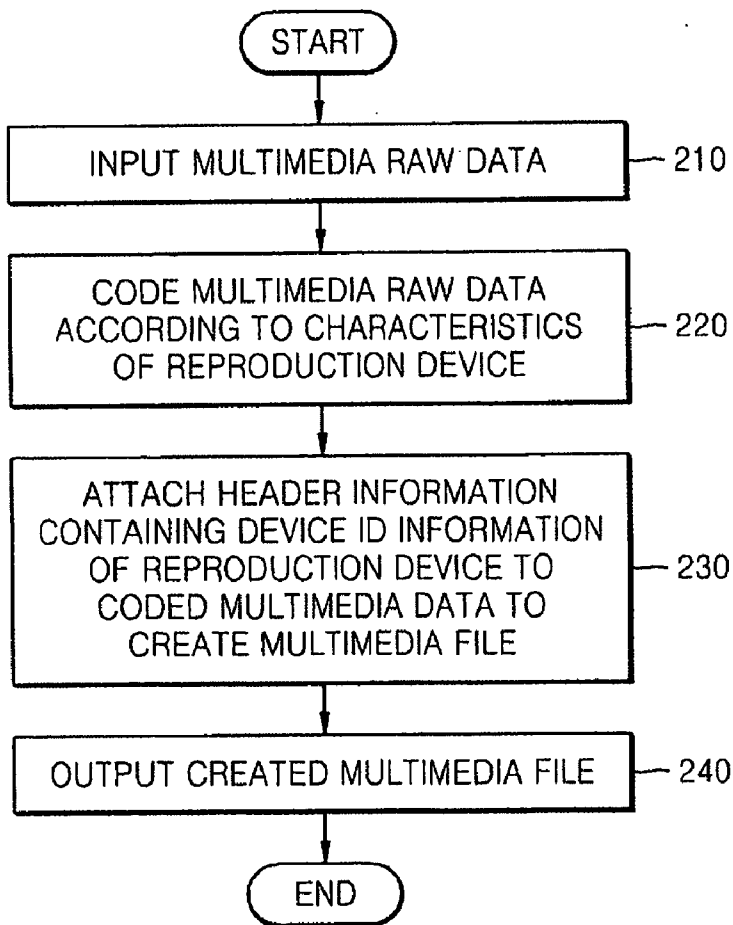 START
INPUT MULTIMEDIA RAW DATA
210
CODE MULTIMEDIA RAW DATA
ACCORDING TO CHARACTERISTICS
OF REPRODUCTION DEVICE
220
ATTACH HEADER INFORMATION
CONTAINING DEVICE ID INFORMATION
OF REPRODUCTION DEVICE TO
CODED MULTIMEDIA DATA TO
CREATE MULTIMEDIA FILE
230
OUTPUT CREATED MULTIMEDIA FILE
240
END